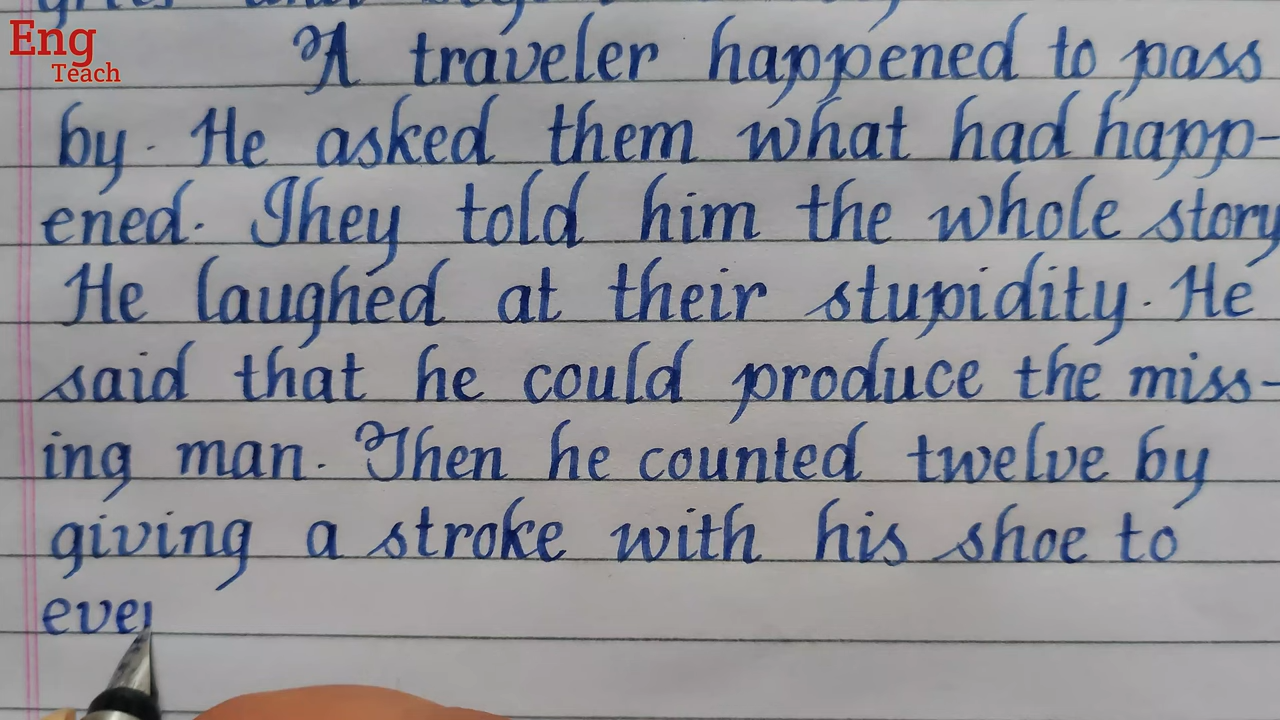 Eng
Teach
A traveler happened to pass
by. He asked them what had happ-
ened. They told him the whole story
He laughed at their stupidity. He
said that he could produce the miss-
ing man. Then he counted twelve by
giving a stroke with his shoe to